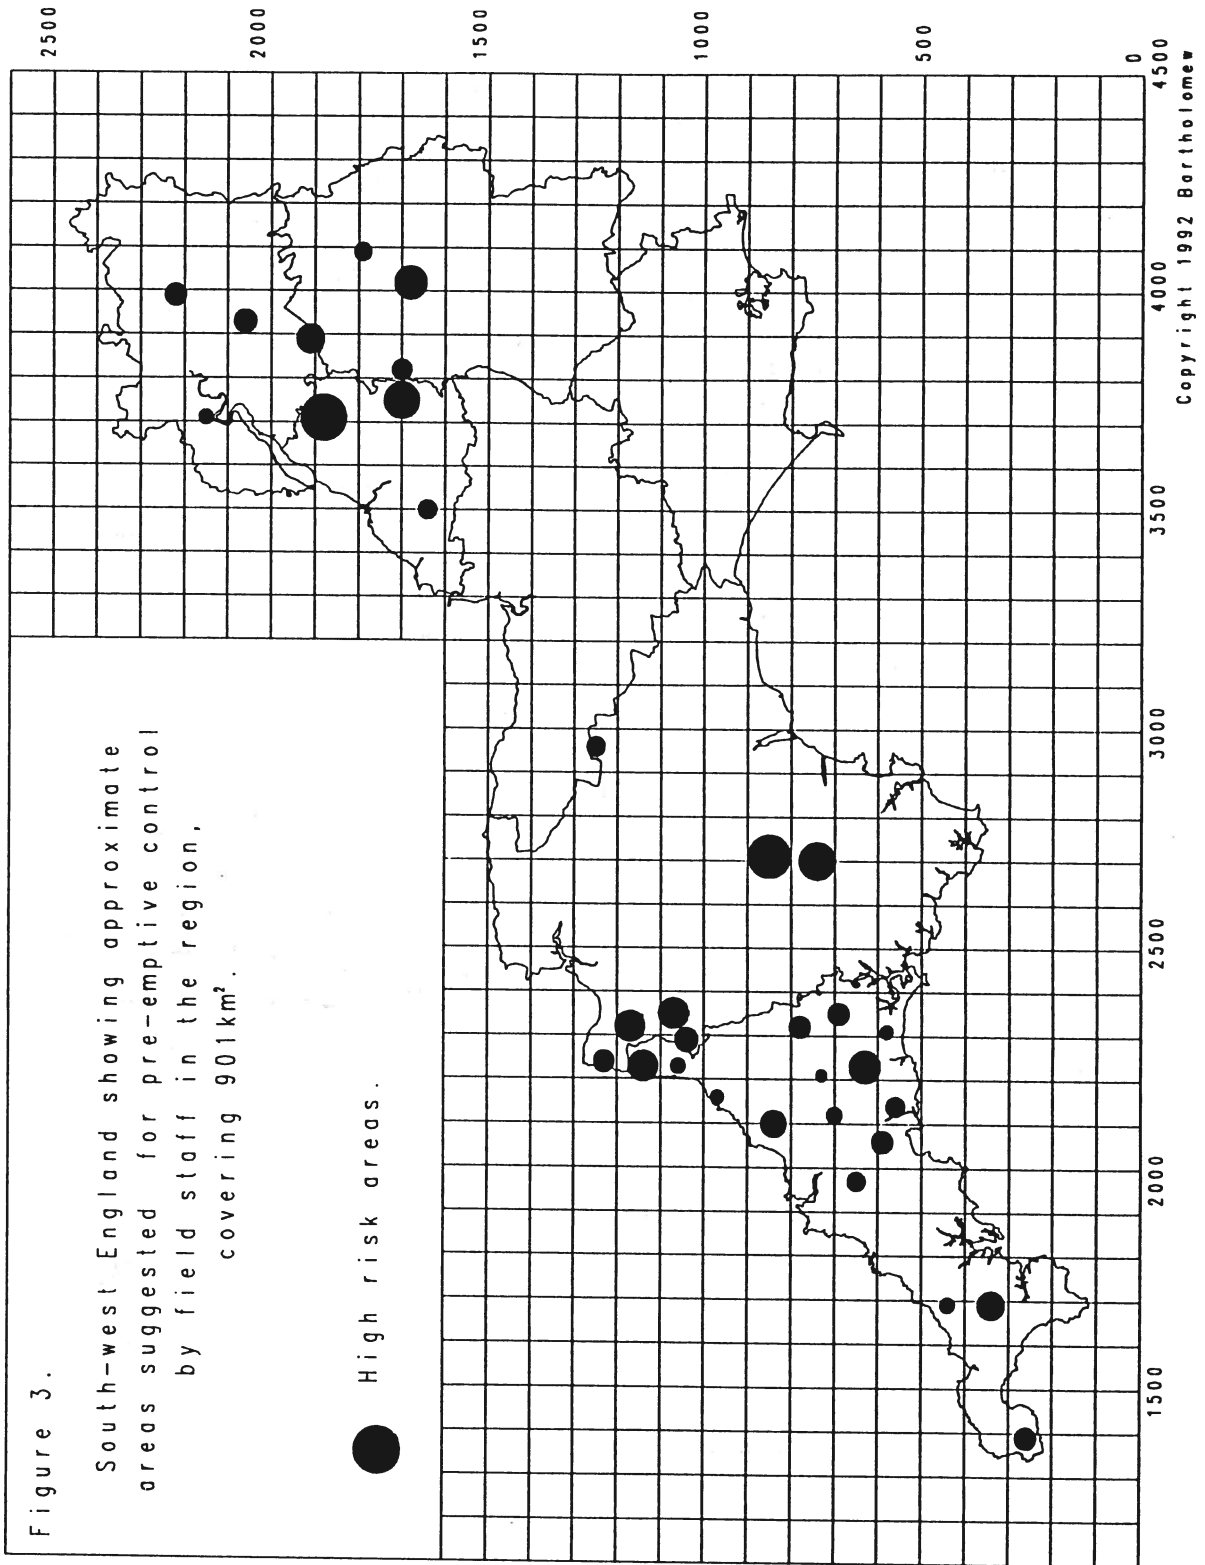 Figure 3.
South-west England showing approximate
areas suggested for pre-emptive control
by field staff in the region,
covering 901km².
High risk areas.
2500
2000
1500
1000
500
0
1500
2000
2500
3000
3500
4000
4500
Copyright 1992 Bartholomew